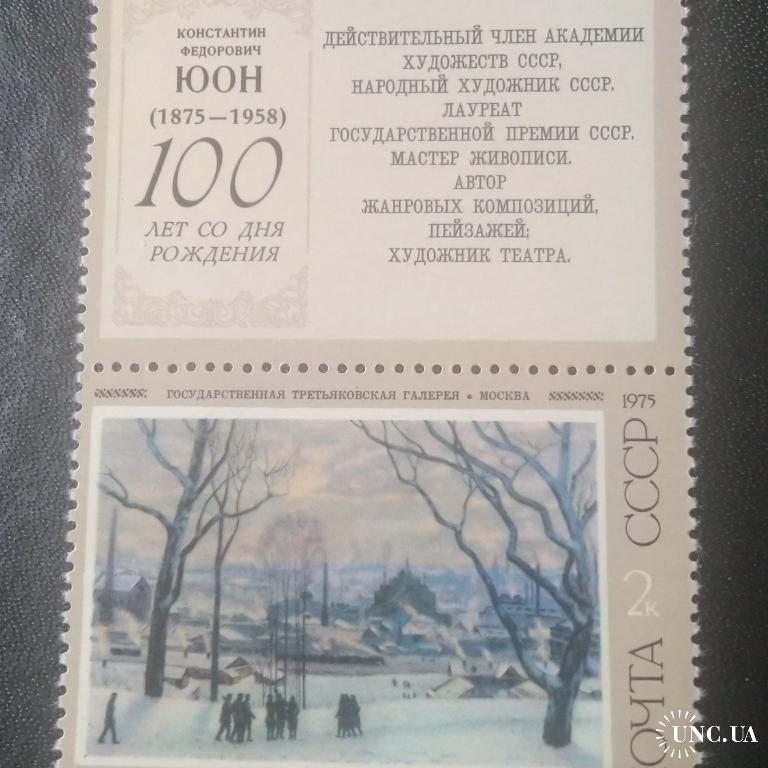 КОНСТАНТИН
ФЕДОРОВИЧ
ЮОН
(1875—1958)
100
ЛЕТ СО ДНЯ
РОЖДЕНИЯ
ДЕЙСТВИТЕЛЬНЫЙ ЧЛЕН АКАДЕМИИ
ХУДОЖЕСТВ СССР,
НАРОДНЫЙ ХУДОЖНИК СССР.
ЛАУРЕАТ
ГОСУДАРСТВЕННОЙ ПРЕМИИ СССР.
МАСТЕР ЖИВОПИСИ.
АВТОР
ЖАНРОВЫХ КОМПОЗИЦИЙ,
ПЕЙЗАЖЕЙ;
ХУДОЖНИК ТЕАТРА.
ГОСУДАРСТВЕННАЯ ТРЕТЬЯКОВСКАЯ ГАЛЕРЕЯ • МОСКВА
1975
СССР
2к
ПОЧТА
UNC.UA